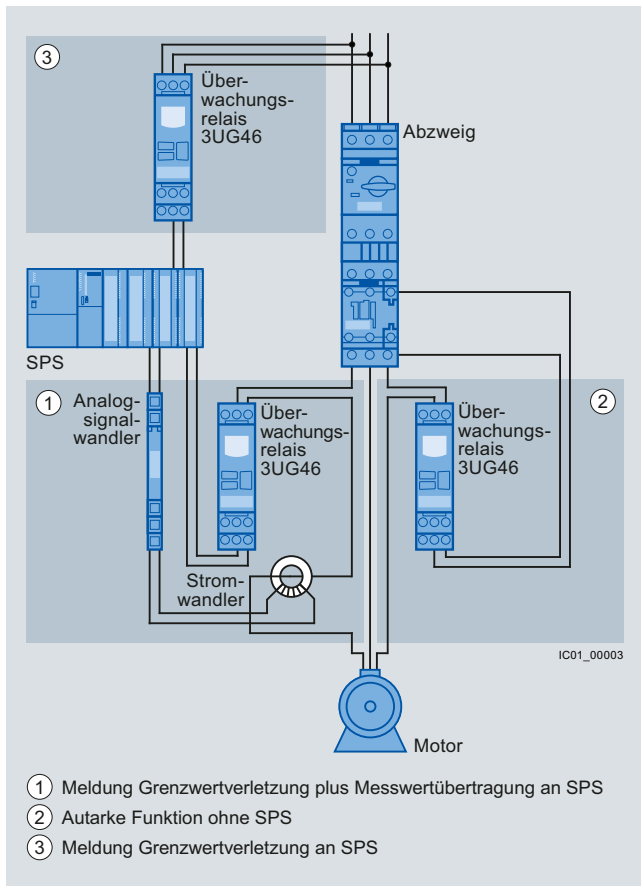 3
Über-
wachungs-
relais
3UG46
Abzweig
SPS
1
Analog-
signal-
wandler
Über-
wachungs-
relais
3UG46
Über-
wachungs-
relais
3UG46
2
Strom-
wandler
IC01_00003
Motor
1 Meldung Grenzwertverletzung plus Messwertübertragung an SPS
2 Autarke Funktion ohne SPS
3 Meldung Grenzwertverletzung an SPS